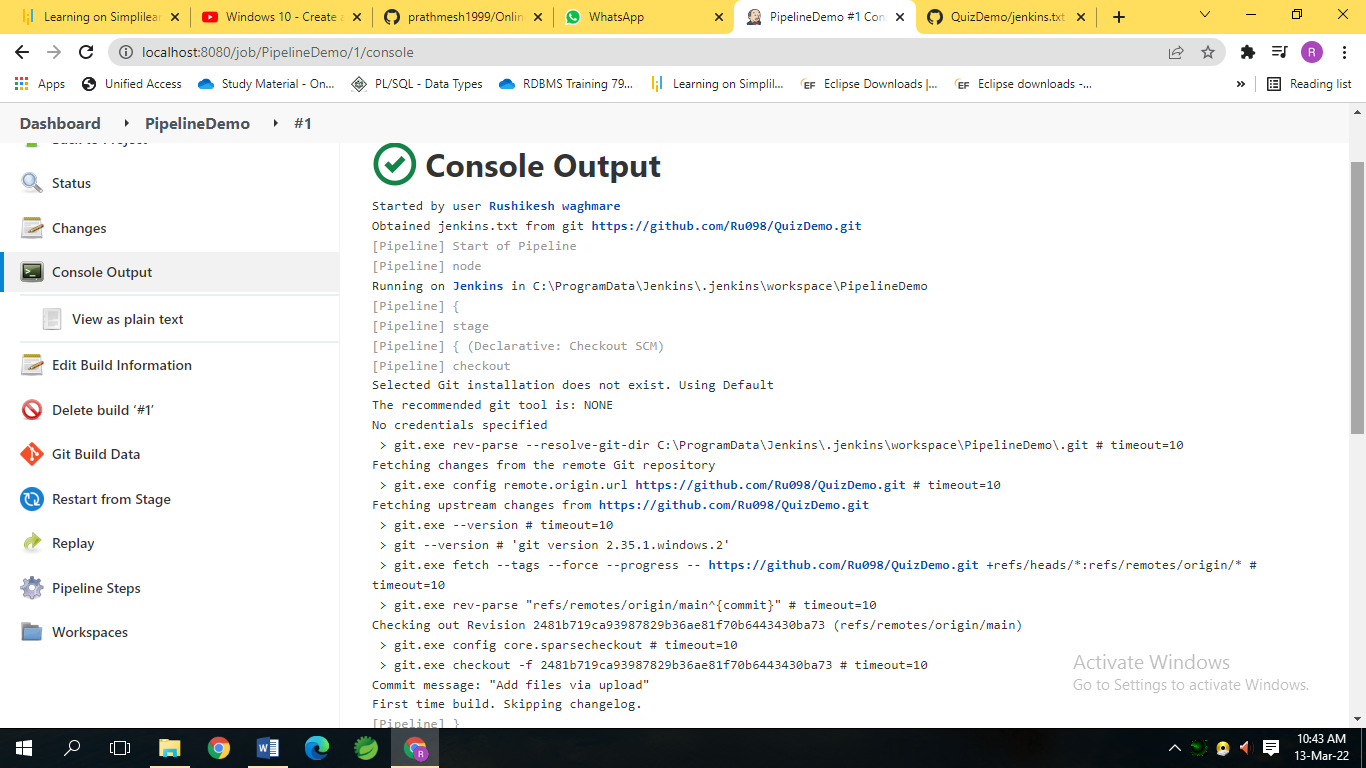 Learning on Simplilear
Windows 10 - Create a
prathmesh1999/Onlin
WhatsApp
PipelineDemo #1 Con
QuizDemo/jenkins.txt
localhost:8080/job/PipelineDemo/1/console
R
Apps
Unified Access
Study Material - On...
PL/SQL - Data Types
RDBMS Training 79...
Learning on Simplil...
EF Eclipse Downloads |...
EF Eclipse downloads -...
»
Reading list
Dashboard
PipelineDemo
#1
Back to Project
Status
Changes
Console Output
View as plain text
Edit Build Information
Delete build ‘#1’
Git Build Data
Restart from Stage
Replay
Pipeline Steps
Workspaces
Console Output
Started by user Rushikesh waghmare
Obtained jenkins.txt from git https://github.com/Ru098/QuizDemo.git
[Pipeline] Start of Pipeline
[Pipeline] node
Running on Jenkins in C:\ProgramData\Jenkins\.jenkins\workspace\PipelineDemo
[Pipeline] {
[Pipeline] stage
[Pipeline] { (Declarative: Checkout SCM)
[Pipeline] checkout
Selected Git installation does not exist. Using Default
The recommended git tool is: NONE
No credentials specified
> git.exe rev-parse --resolve-git-dir C:\ProgramData\Jenkins\.jenkins\workspace\PipelineDemo\.git # timeout=10
Fetching changes from the remote Git repository
> git.exe config remote.origin.url https://github.com/Ru098/QuizDemo.git # timeout=10
Fetching upstream changes from https://github.com/Ru098/QuizDemo.git
> git.exe --version # timeout=10
> git --version # 'git version 2.35.1.windows.2'
> git.exe fetch --tags --force --progress -- https://github.com/Ru098/QuizDemo.git +refs/heads/*:refs/remotes/origin/* #
timeout=10
> git.exe rev-parse "refs/remotes/origin/main^{commit}" # timeout=10
Checking out Revision 2481b719ca93987829b36ae81f70b6443430ba73 (refs/remotes/origin/main)
> git.exe config core.sparsecheckout # timeout=10
> git.exe checkout -f 2481b719ca93987829b36ae81f70b6443430ba73 # timeout=10
Commit message: "Add files via upload"
First time build. Skipping changelog.
[Pipeline] }
Activate Windows
Go to Settings to activate Windows.
R
10:43 AM
13-Mar-22